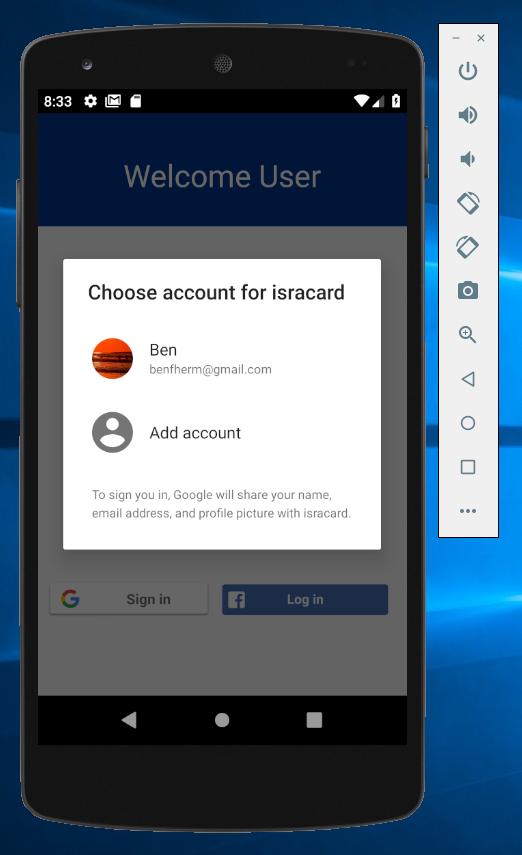 8:33
Welcome User
Choose account for isracard
Ben
benfherm@gmail.com
Add account
To sign you in, Google will share your name,
email address, and profile picture with isracard.
Sign in
Log in